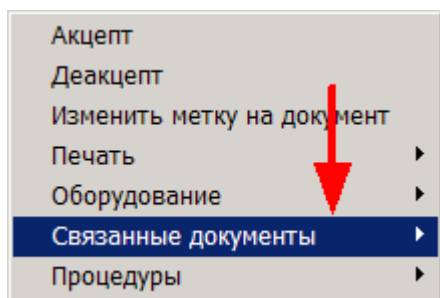 Акцепт
Деакцепт
Изменить метку на документ
Печать
Оборудование
Связанные документы
Процедуры